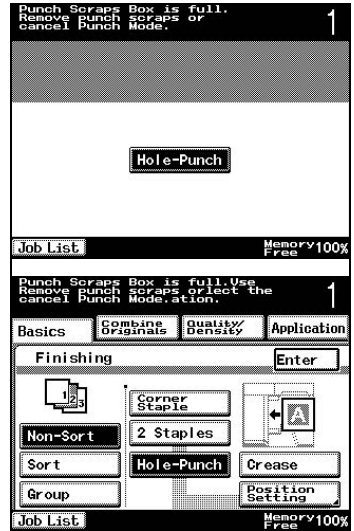 Punch Scraps Box is full.
Remove punch scraps or
cancel Punch Mode.
1
Hole-Punch
Job List
Memory Free 100%
Punch Scraps Box is full.Use
Remove punch scraps orlect the
cancel Punch Mode.ation.
1
Basics
Combine Originals
Quality/ Density
Application
Finishing
Enter
1 2 3
Corner Staple
A
Non-Sort
2 Staples
Sort
Hole-Punch
Crease
Group
Position Setting
Job List
Memory Free 100%